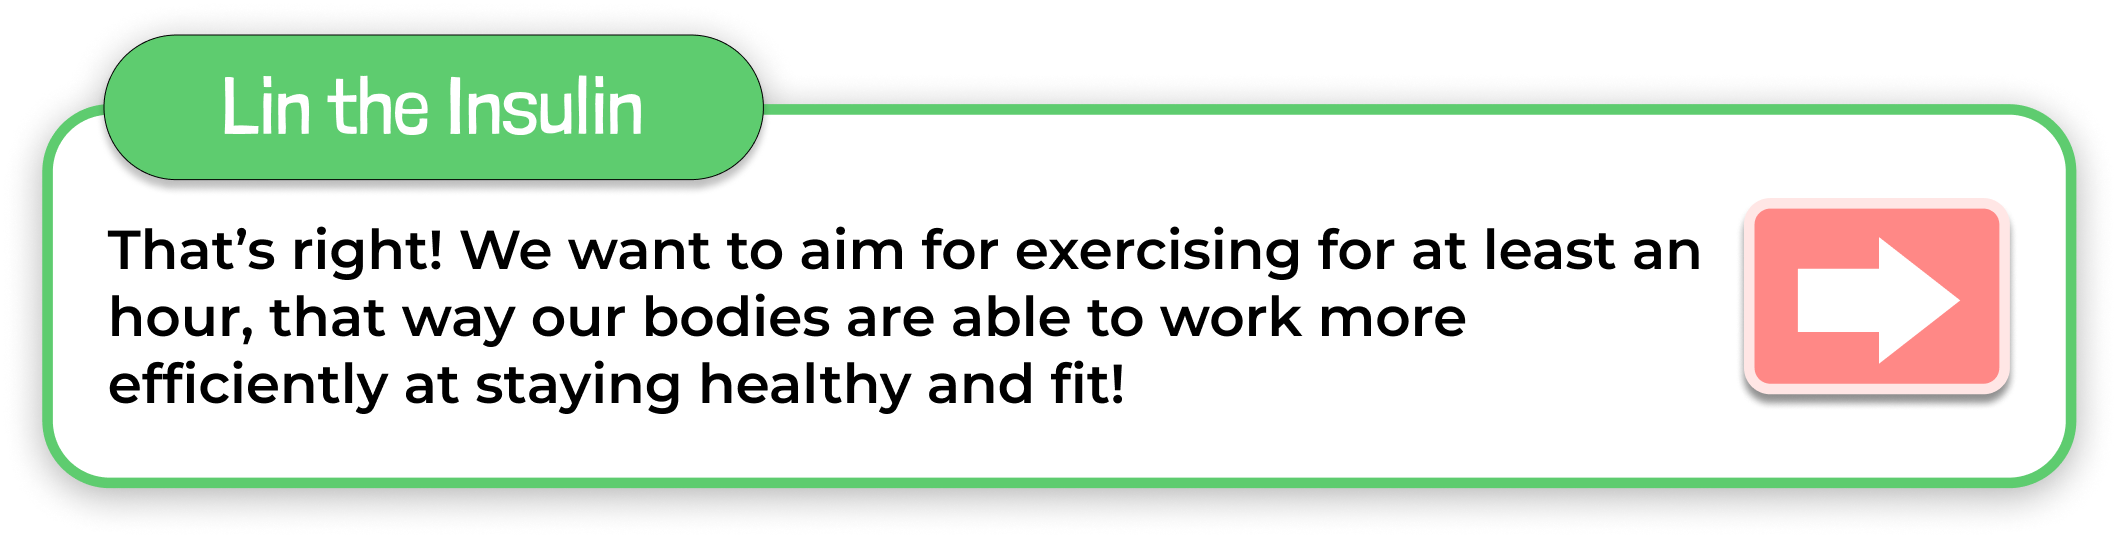 Lin the Insulin
That’s right! We want to aim for exercising for at least an
hour, that way our bodies are able to work more
efficiently at staying healthy and fit!